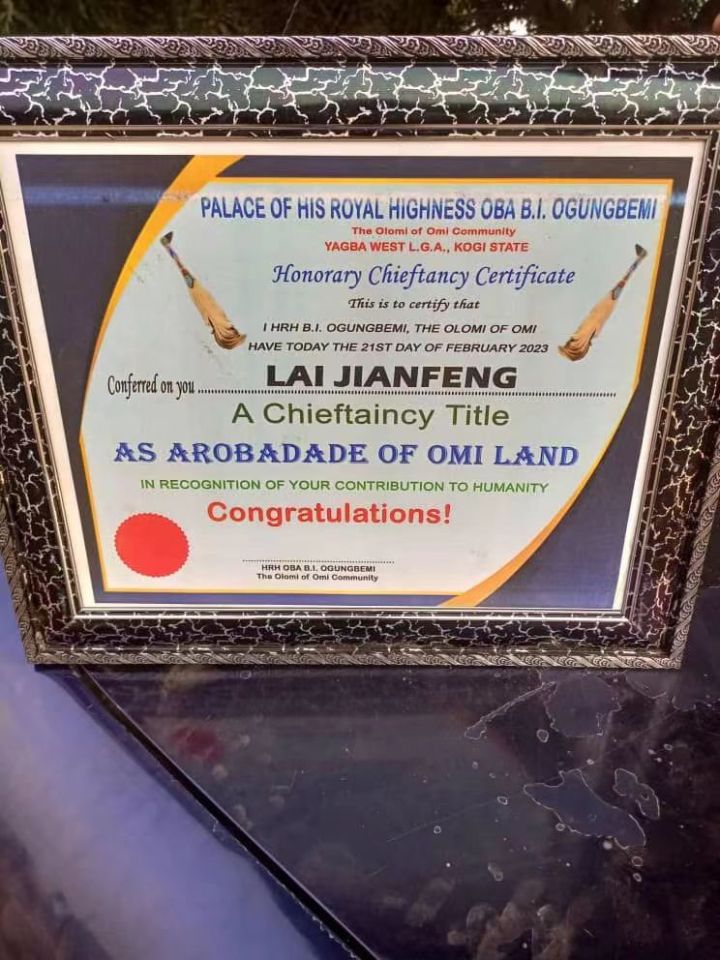 PALACE OF HIS ROYAL HIGHNESS OBA B.I. OGUNGBEMI
The Olomi of Omi Community
YAGBA WEST L.G.A., KOGI STATE
Honorary Chieftancy Certificate
This is to certify that
I HRH B.I. OGUNGBEMI, THE OLOMI OF OMI
HAVE TODAY THE 21ST DAY OF FEBRUARY 2023
Conferred on you LAI JIANFENG
A Chieftaincy Title
AS AROBADADE OF OMI LAND
IN RECOGNITION OF YOUR CONTRIBUTION TO HUMANITY
Congratulations!
HRH OBA B.I. OGUNGBEMI
The Olomi of Omi Community